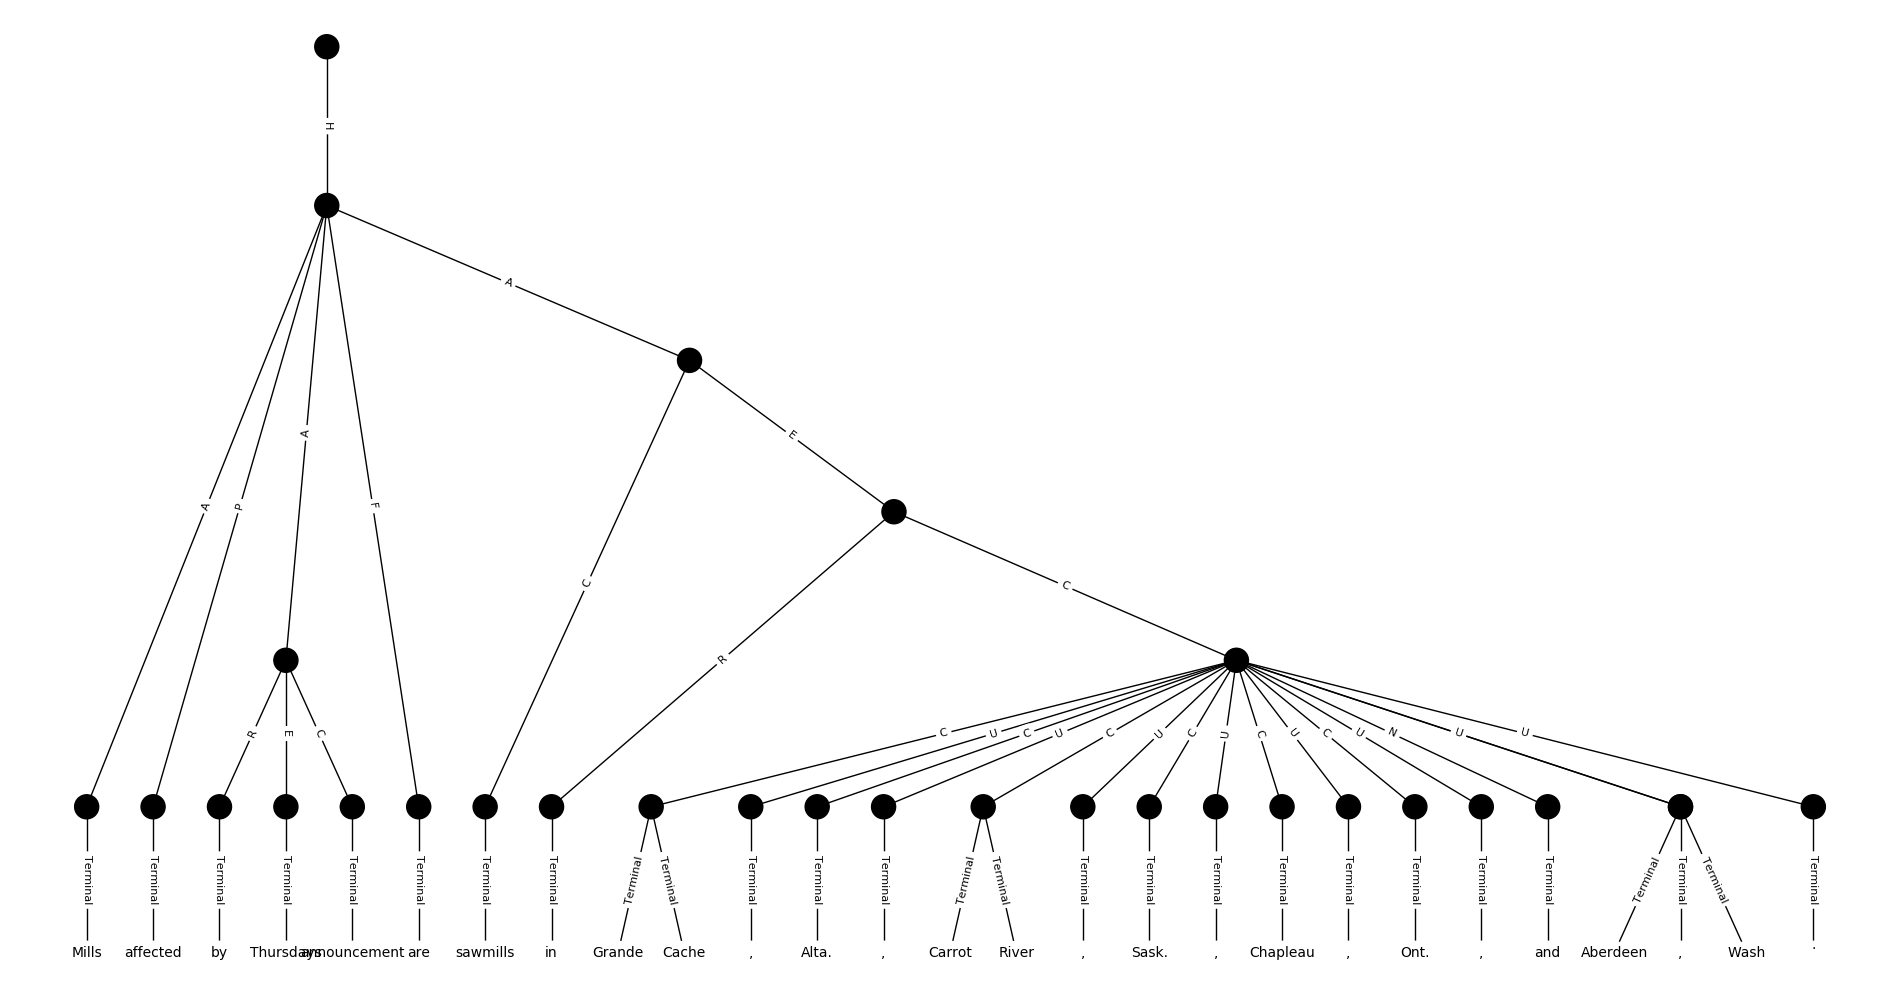 H
A
E
A
A
P
F
C
C
R
R
E
C
C
U
C
U
C
U
C
U
C
U
C
U
N
U
U
Terminal Terminal Terminal Terminal Terminal Terminal Terminal Terminal Terminal Terminal Terminal Terminal Terminal Terminal Terminal Terminal Terminal Terminal Terminal Terminal Terminal Terminal Terminal Terminal Terminal Terminal
Mills affected by Thursdays announcement are sawmills in Grande Cache , Alta. , Carrot River , Sask. , Chapleau , Ont. , and Aberdeen , Wash .